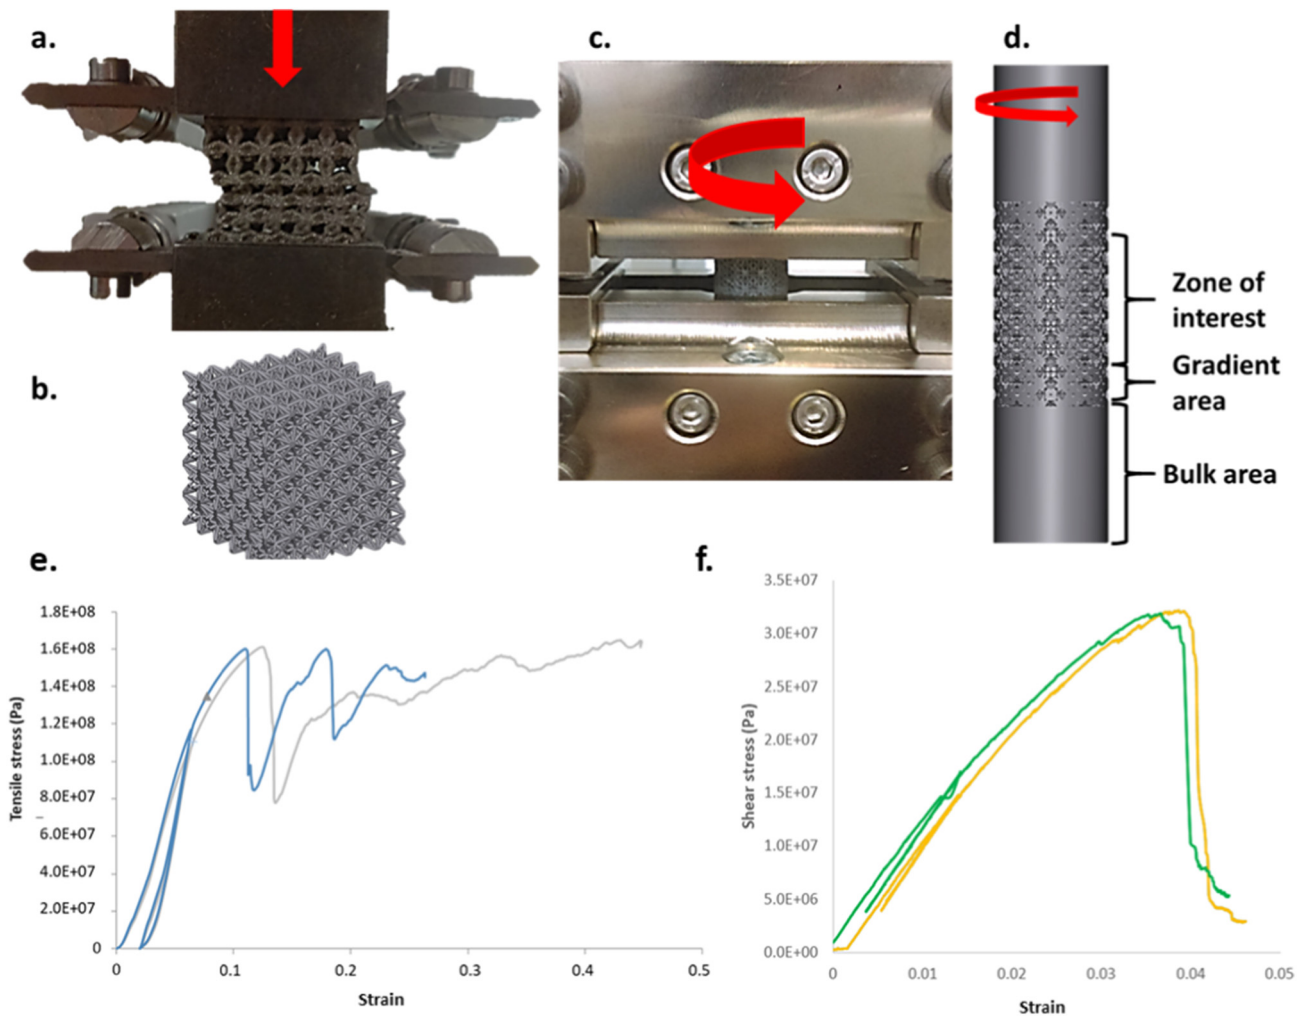 a.
c.
d.
Zone of
interest
Gradient
area
Bulk area
b.
e.
f.
1.8E+08
1.6E+08
1.4E+08
1.2E+08
1.0E+08
8.0E+07
6.0E+07
4.0E+07
2.0E+07
0
Tensile stress (Pa)
0
0.1
0.2
0.3
0.4
0.5
Strain
3.5E+07
3.0E+07
2.5E+07
2.0E+07
1.5E+07
1.0E+07
5.0E+06
0.0E+00
Shear stress (Pa)
0
0.01
0.02
0.03
0.04
0.05
Strain